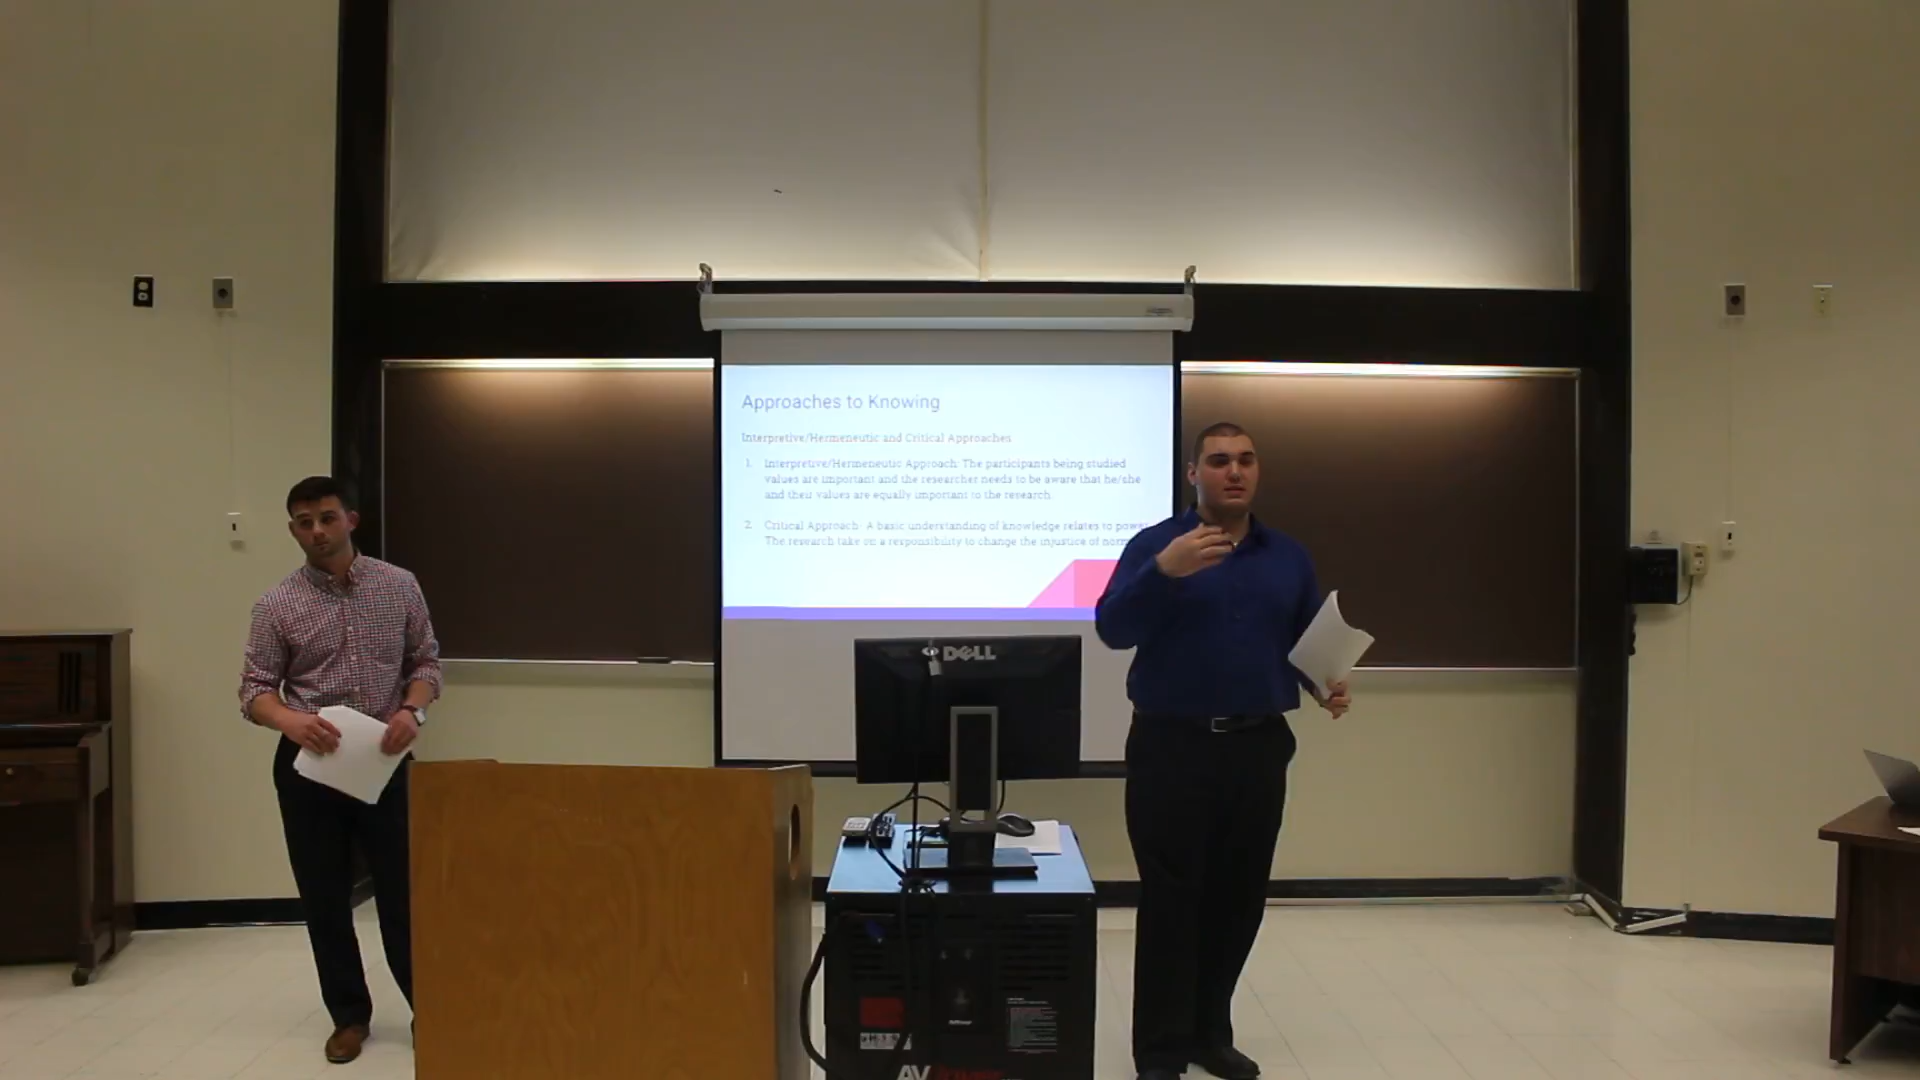 Approaches to Knowing
Interpretive/Hermeneutic and Critical Approaches
1. Interpretive/Hermeneutic Approach: The participants being studied
values are important and the researcher needs to be aware that he/she
and their values are equally important to the research.
2. Critical Approach: A basic understanding of knowledge relates to
The research take on a responsibility to change the injustice of
DELL
AV